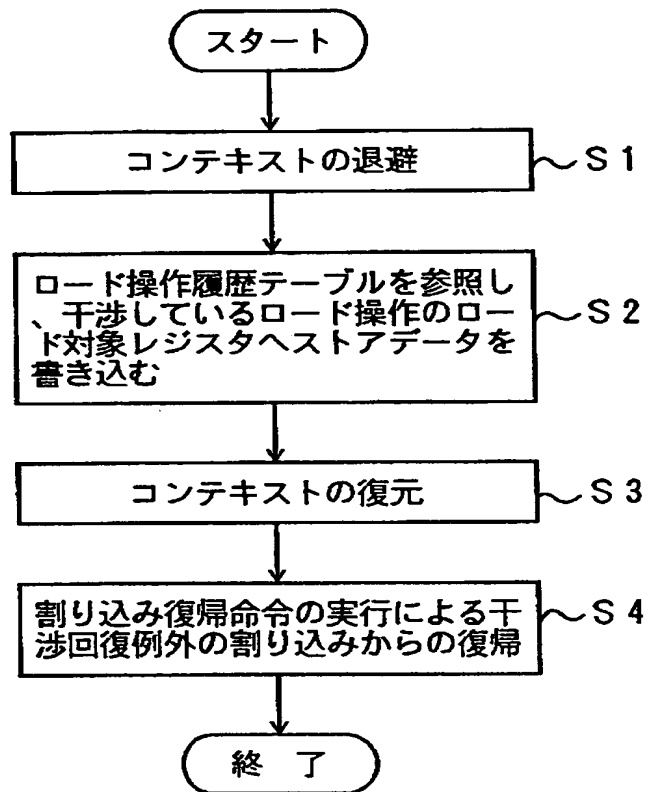 スタート
コンテキストの退避 S1
ロード操作履歴テーブルを参照し
、干渉しているロード操作のロー
ド対象レジスタへストアデータを
書き込む
S2
コンテキストの復元 S3
割り込み復帰命令の実行による干
渉回復例外の割り込みからの復帰
S4
終 了